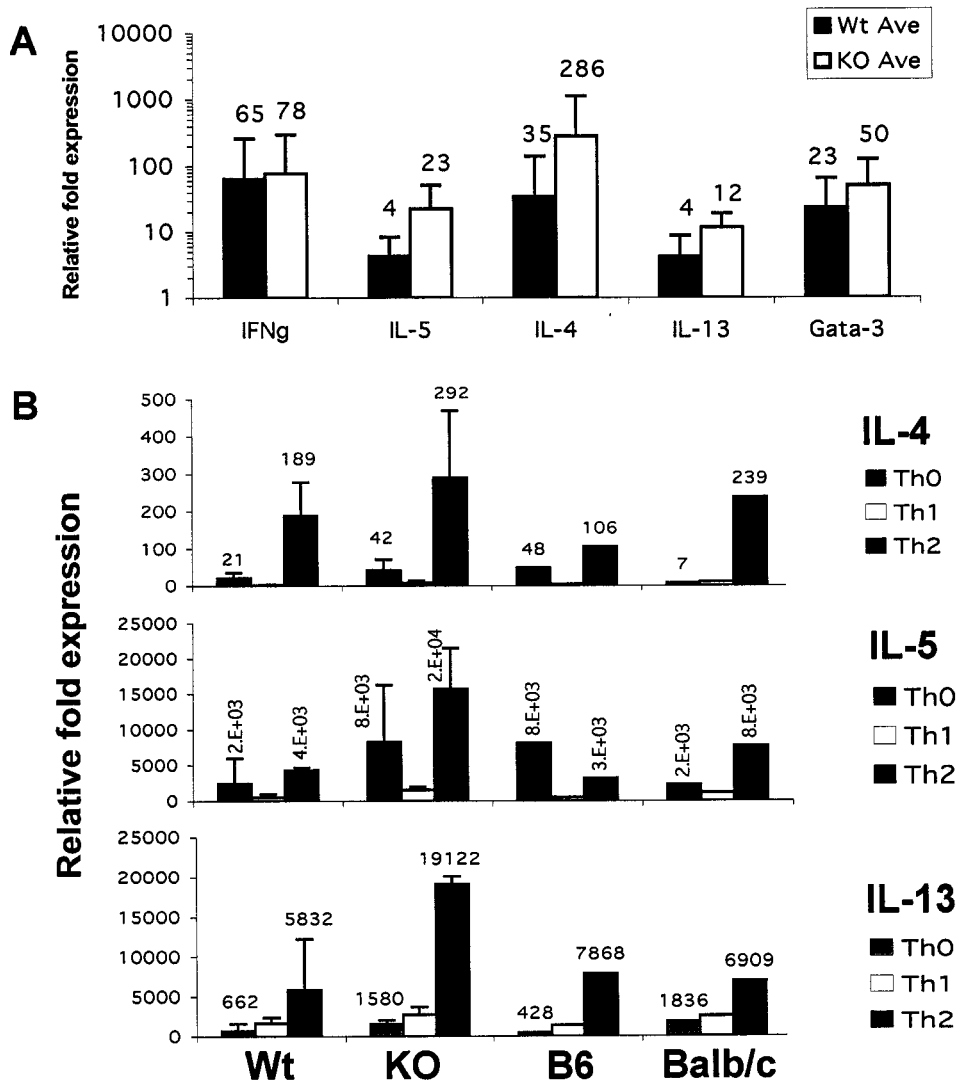 A
Relative fold expression
Wt Ave
KO Ave
10000
1000
100
10
1
65
78
4
23
35
286
4
12
23
50
IFNg
IL-5
IL-4
IL-13
Gata-3
B
Relative fold expression
500
400
300
200
100
0
21
189
42
292
48
106
7
239
IL-4
Th0
Th1
Th2
25000
20000
15000
10000
5000
0
2.E+03
4.E+03
8.E+03
2.E+04
8.E+03
3.E+03
2.E+03
8.E+03
IL-5
Th0
Th1
Th2
25000
20000
15000
10000
5000
0
662
5832
1580
19122
428
7868
1836
6909
IL-13
Th0
Th1
Th2
Wt
KO
B6
Balb/c